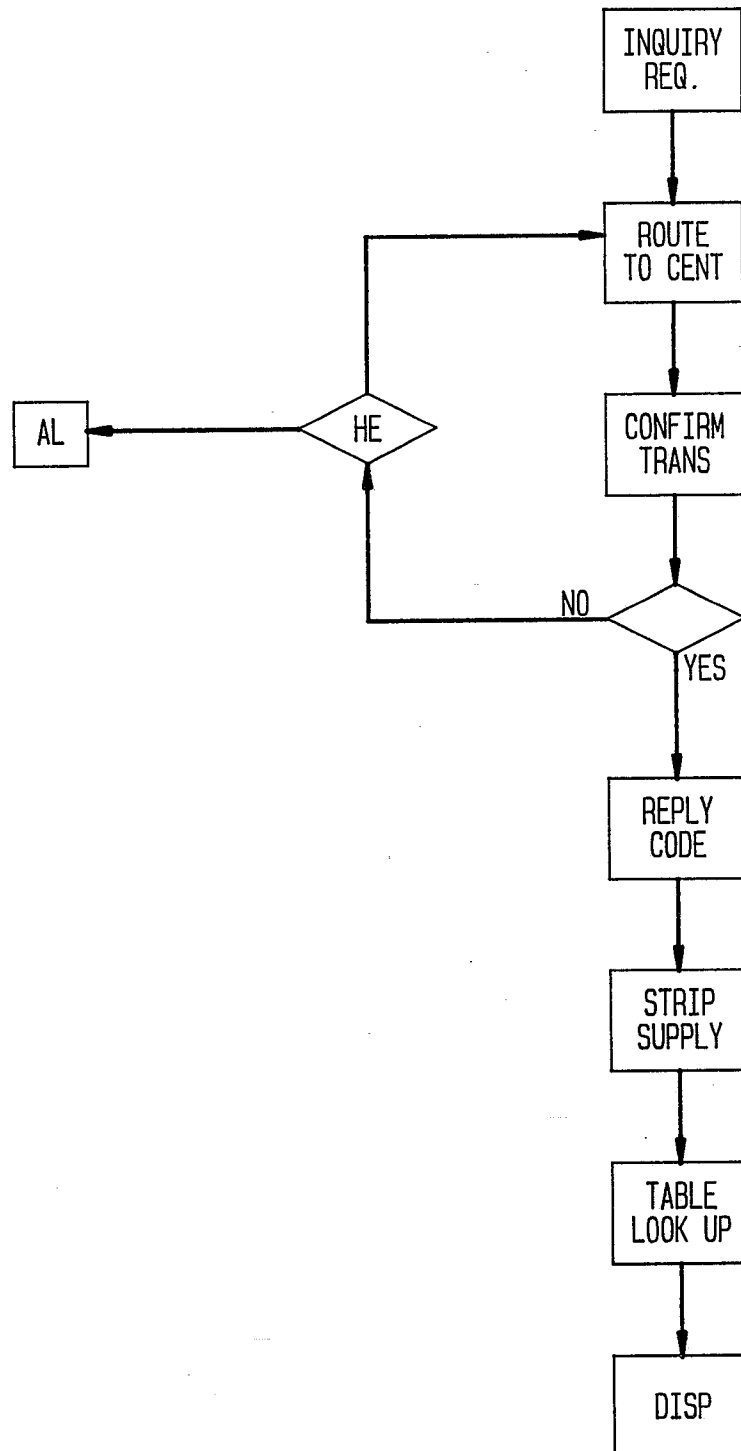 INQUIRY
REQ.
ROUTE
TO CENT
AL
HE
CONFIRM
TRANS
NO
YES
REPLY
CODE
STRIP
SUPPLY
TABLE
LOOK UP
DISP